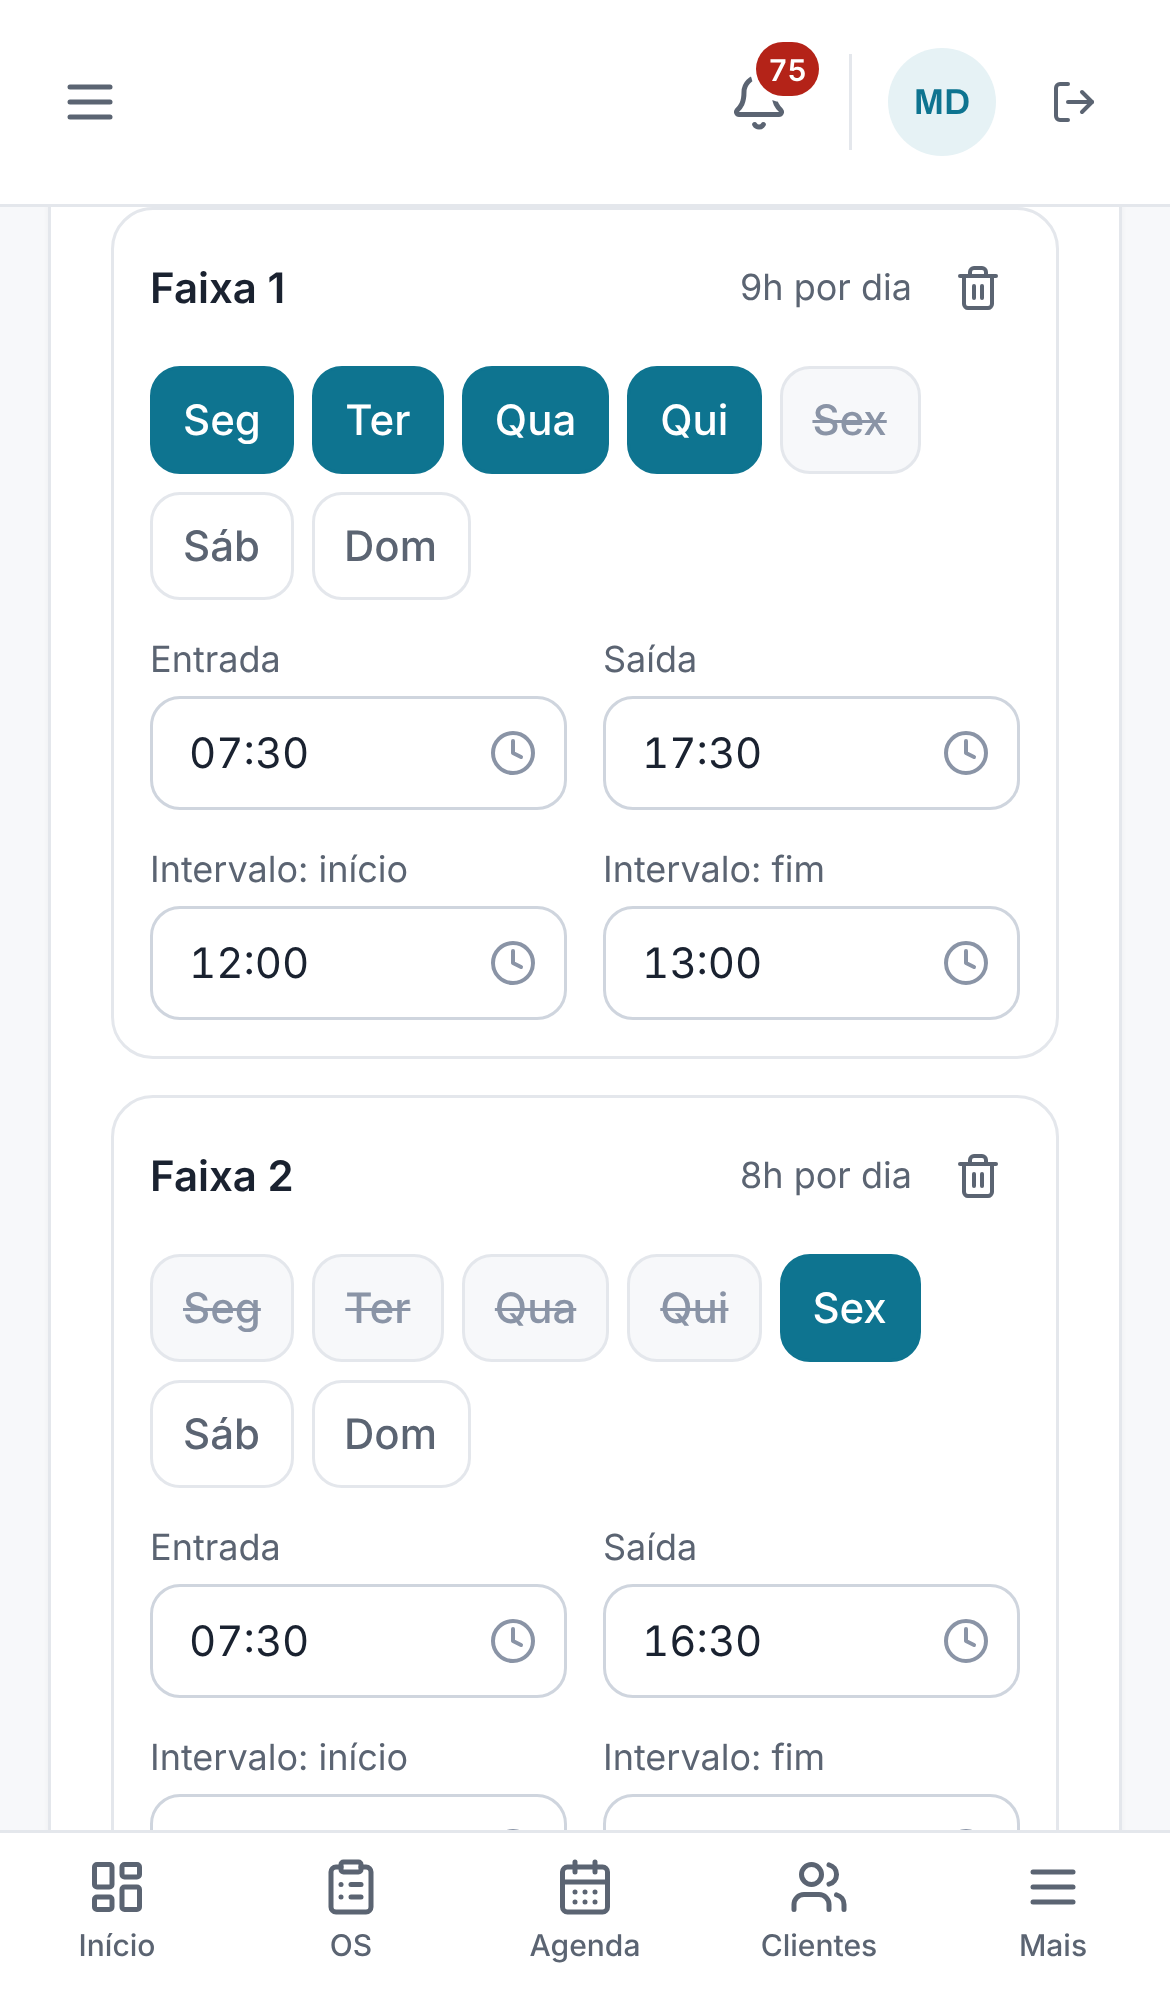 75
MD
Faixa 1
9h por dia
Seg Ter Qua Qui Sex
Sáb Dom
Entrada Saída
07:30 17:30
Intervalo: início Intervalo: fim
12:00 13:00
Faixa 2
8h por dia
Seg Ter Qua Qui Sex
Sáb Dom
Entrada Saída
07:30 16:30
Intervalo: início Intervalo: fim
Início OS Agenda Clientes Mais